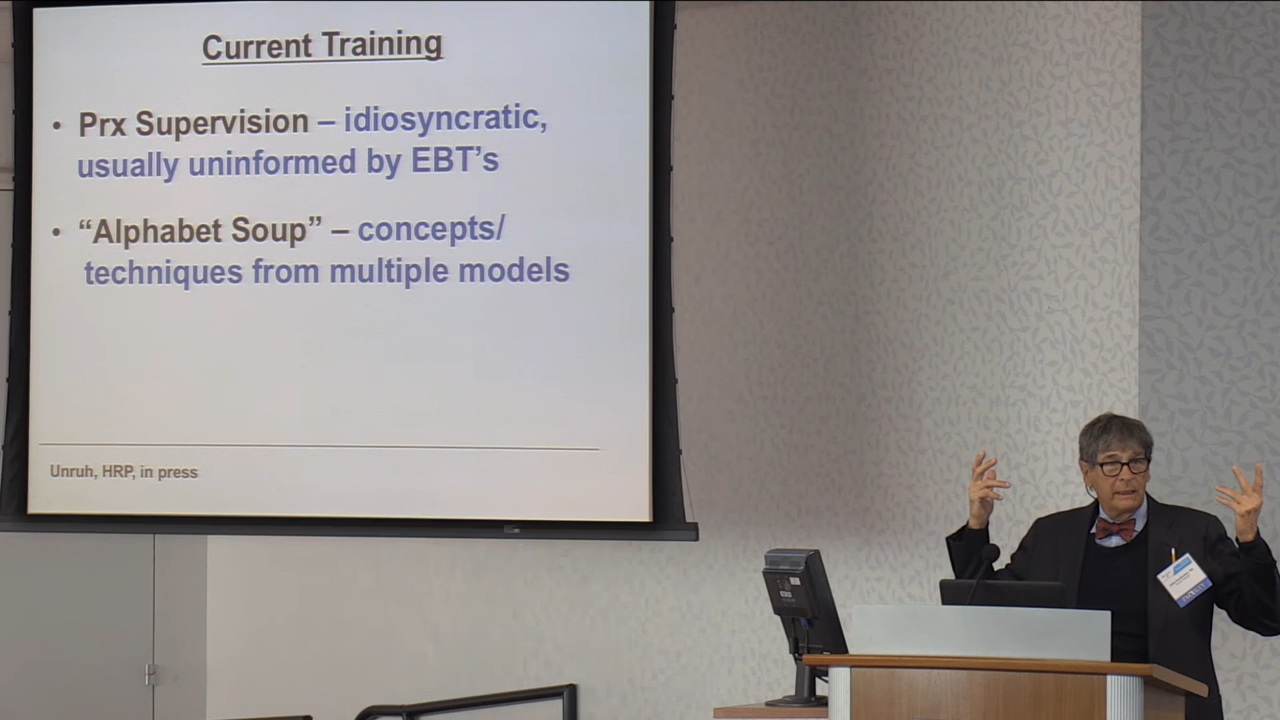 Current Training
• Prx Supervision – idiosyncratic,
usually uninformed by EBT’s
• “Alphabet Soup” – concepts/
techniques from multiple models
Unruh, HRP, in press